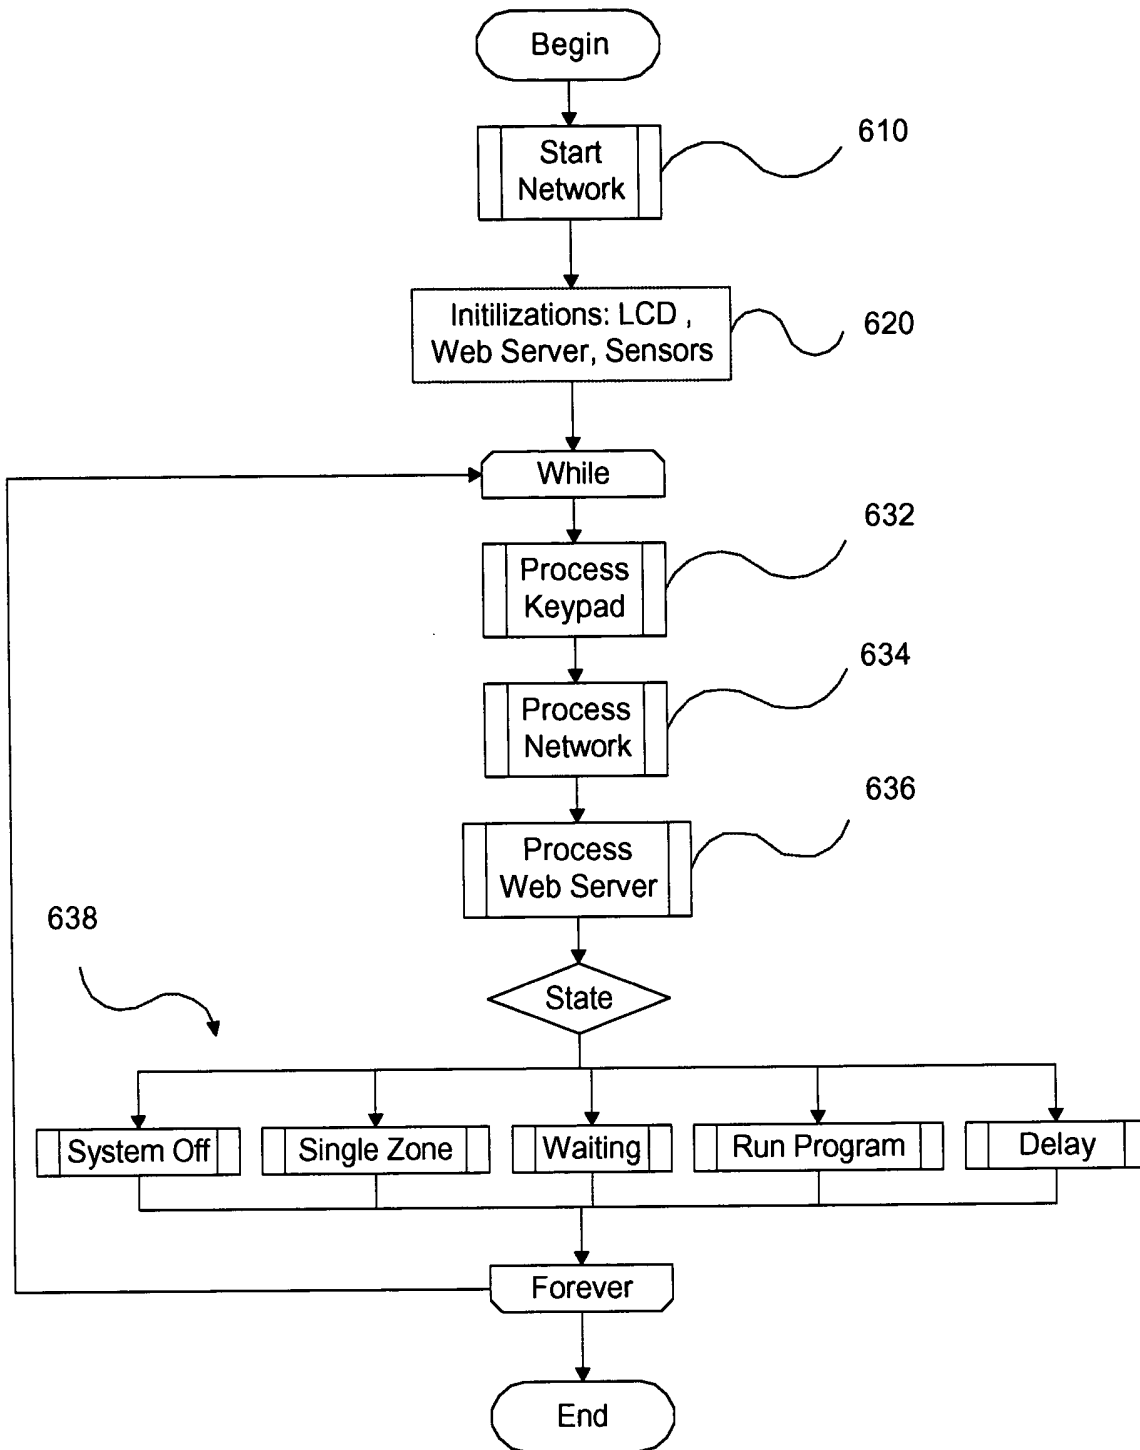 Begin
610
Start
Network
Initilizations: LCD ,
Web Server, Sensors
620
While
632
Process
Keypad
634
Process
Network
636
Process
Web Server
638
State
System Off
Single Zone
Waiting
Run Program
Delay
Forever
End